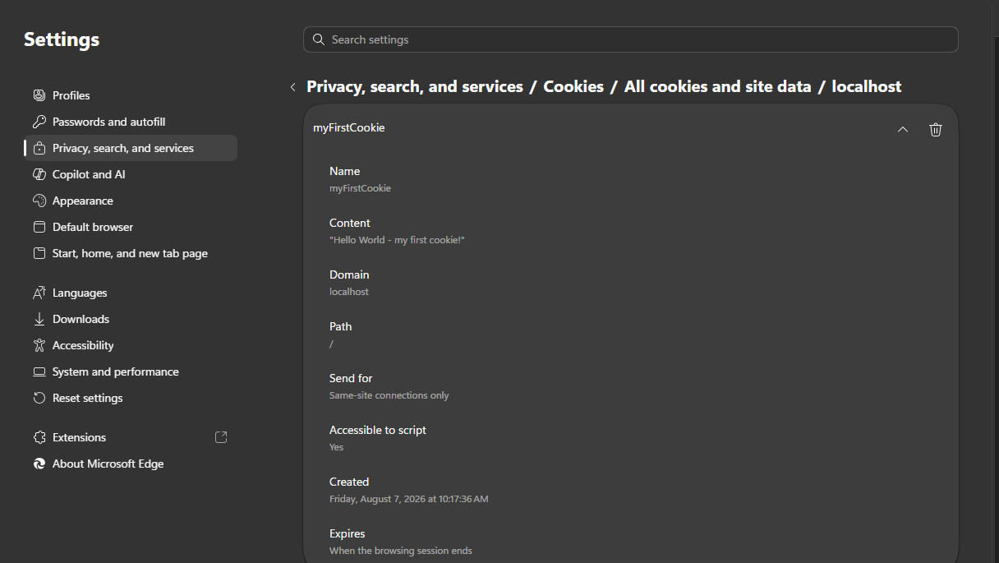 Settings
Search settings
Profiles
Passwords and autofill
Privacy, search, and services
Copilot and AI
Appearance
Default browser
Start, home, and new tab page
Languages
Downloads
Accessibility
System and performance
Reset settings
Extensions
About Microsoft Edge
Privacy, search, and services / Cookies / All cookies and site data / localhost
myFirstCookie
Name
myFirstCookie
Content
"Hello World - my first cookie!"
Domain
localhost
Path
/
Send for
Same-site connections only
Accessible to script
Yes
Created
Friday, August 7, 2026 at 10:17:36 AM
Expires
When the browsing session ends